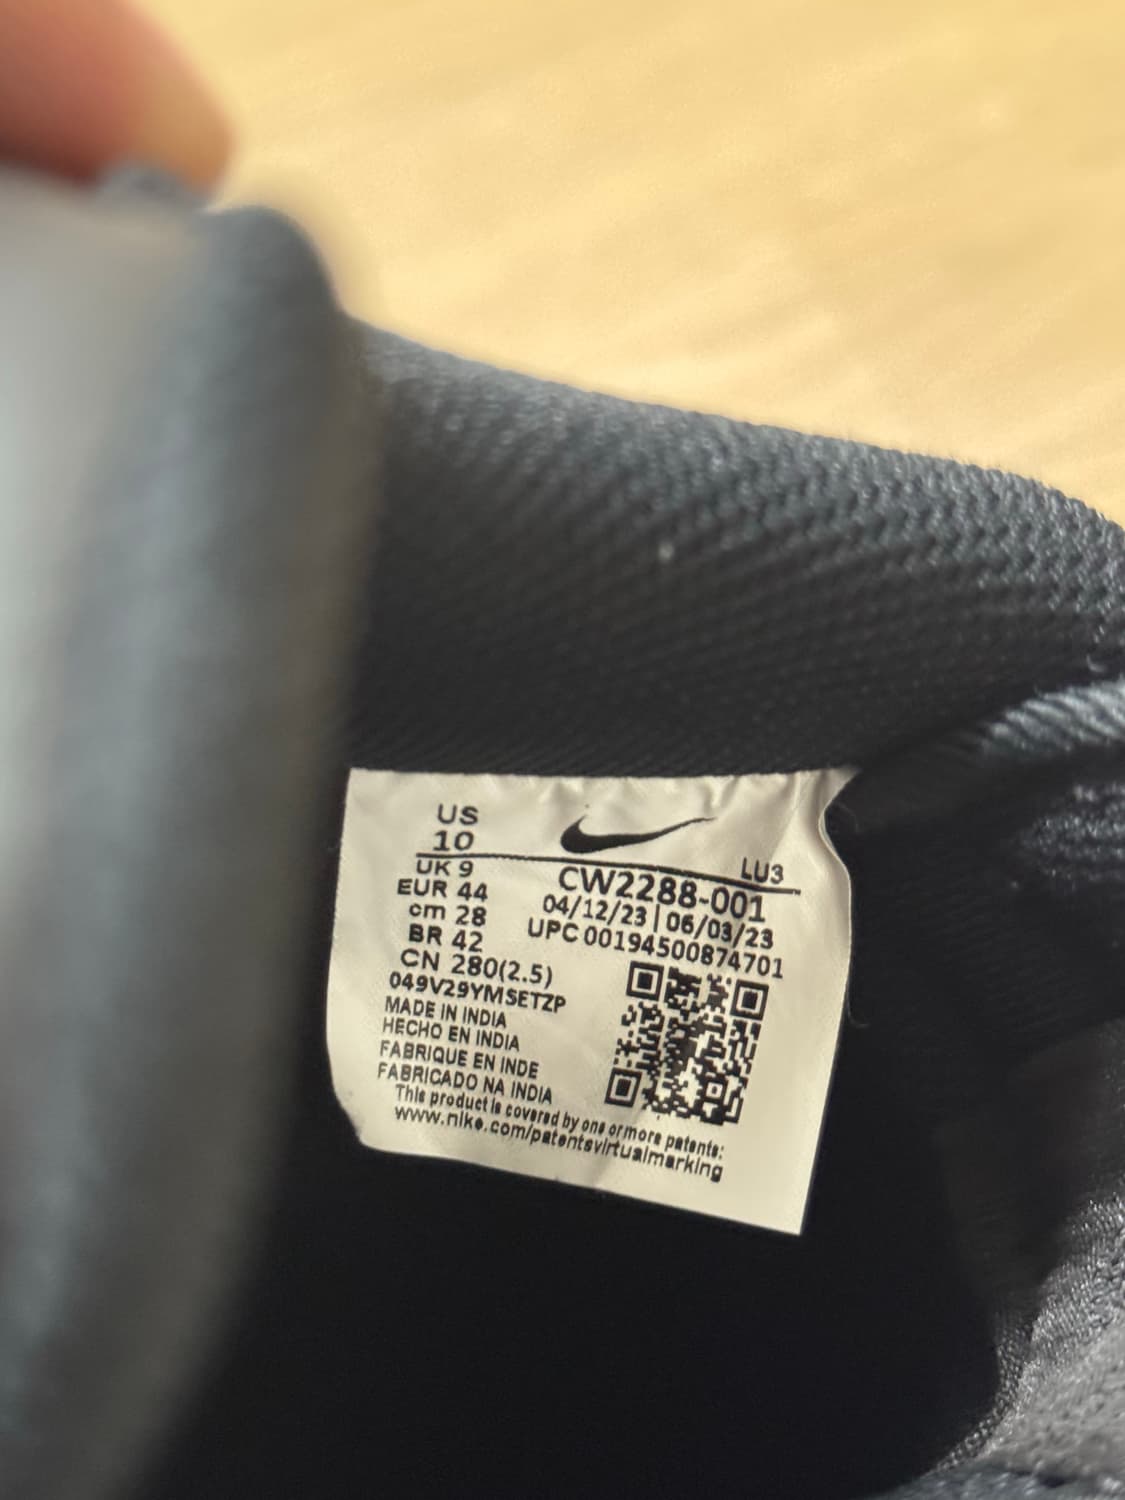 US
10
UK 9
EUR 44
cm 28
BR 42
CN 280(2.5)
049V29YMSETZP
MADE IN INDIA
HECHO EN INDIA
FABRIQUE EN INDE
FABRICADO NA INDIA
LU3
CW2288-001
04/12/23 | 06/03/23
UPC 00194500874701
This product is covered by one or more patents:
www.nike.com/patentsvirtualmarking